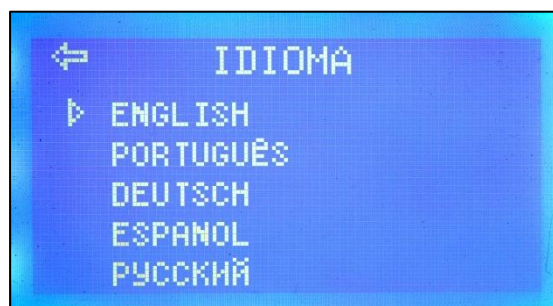 IDIOMA
ENGLISH
PORTUGUÊS
DEUTSCH
ESPANOL
РУССКИЙ